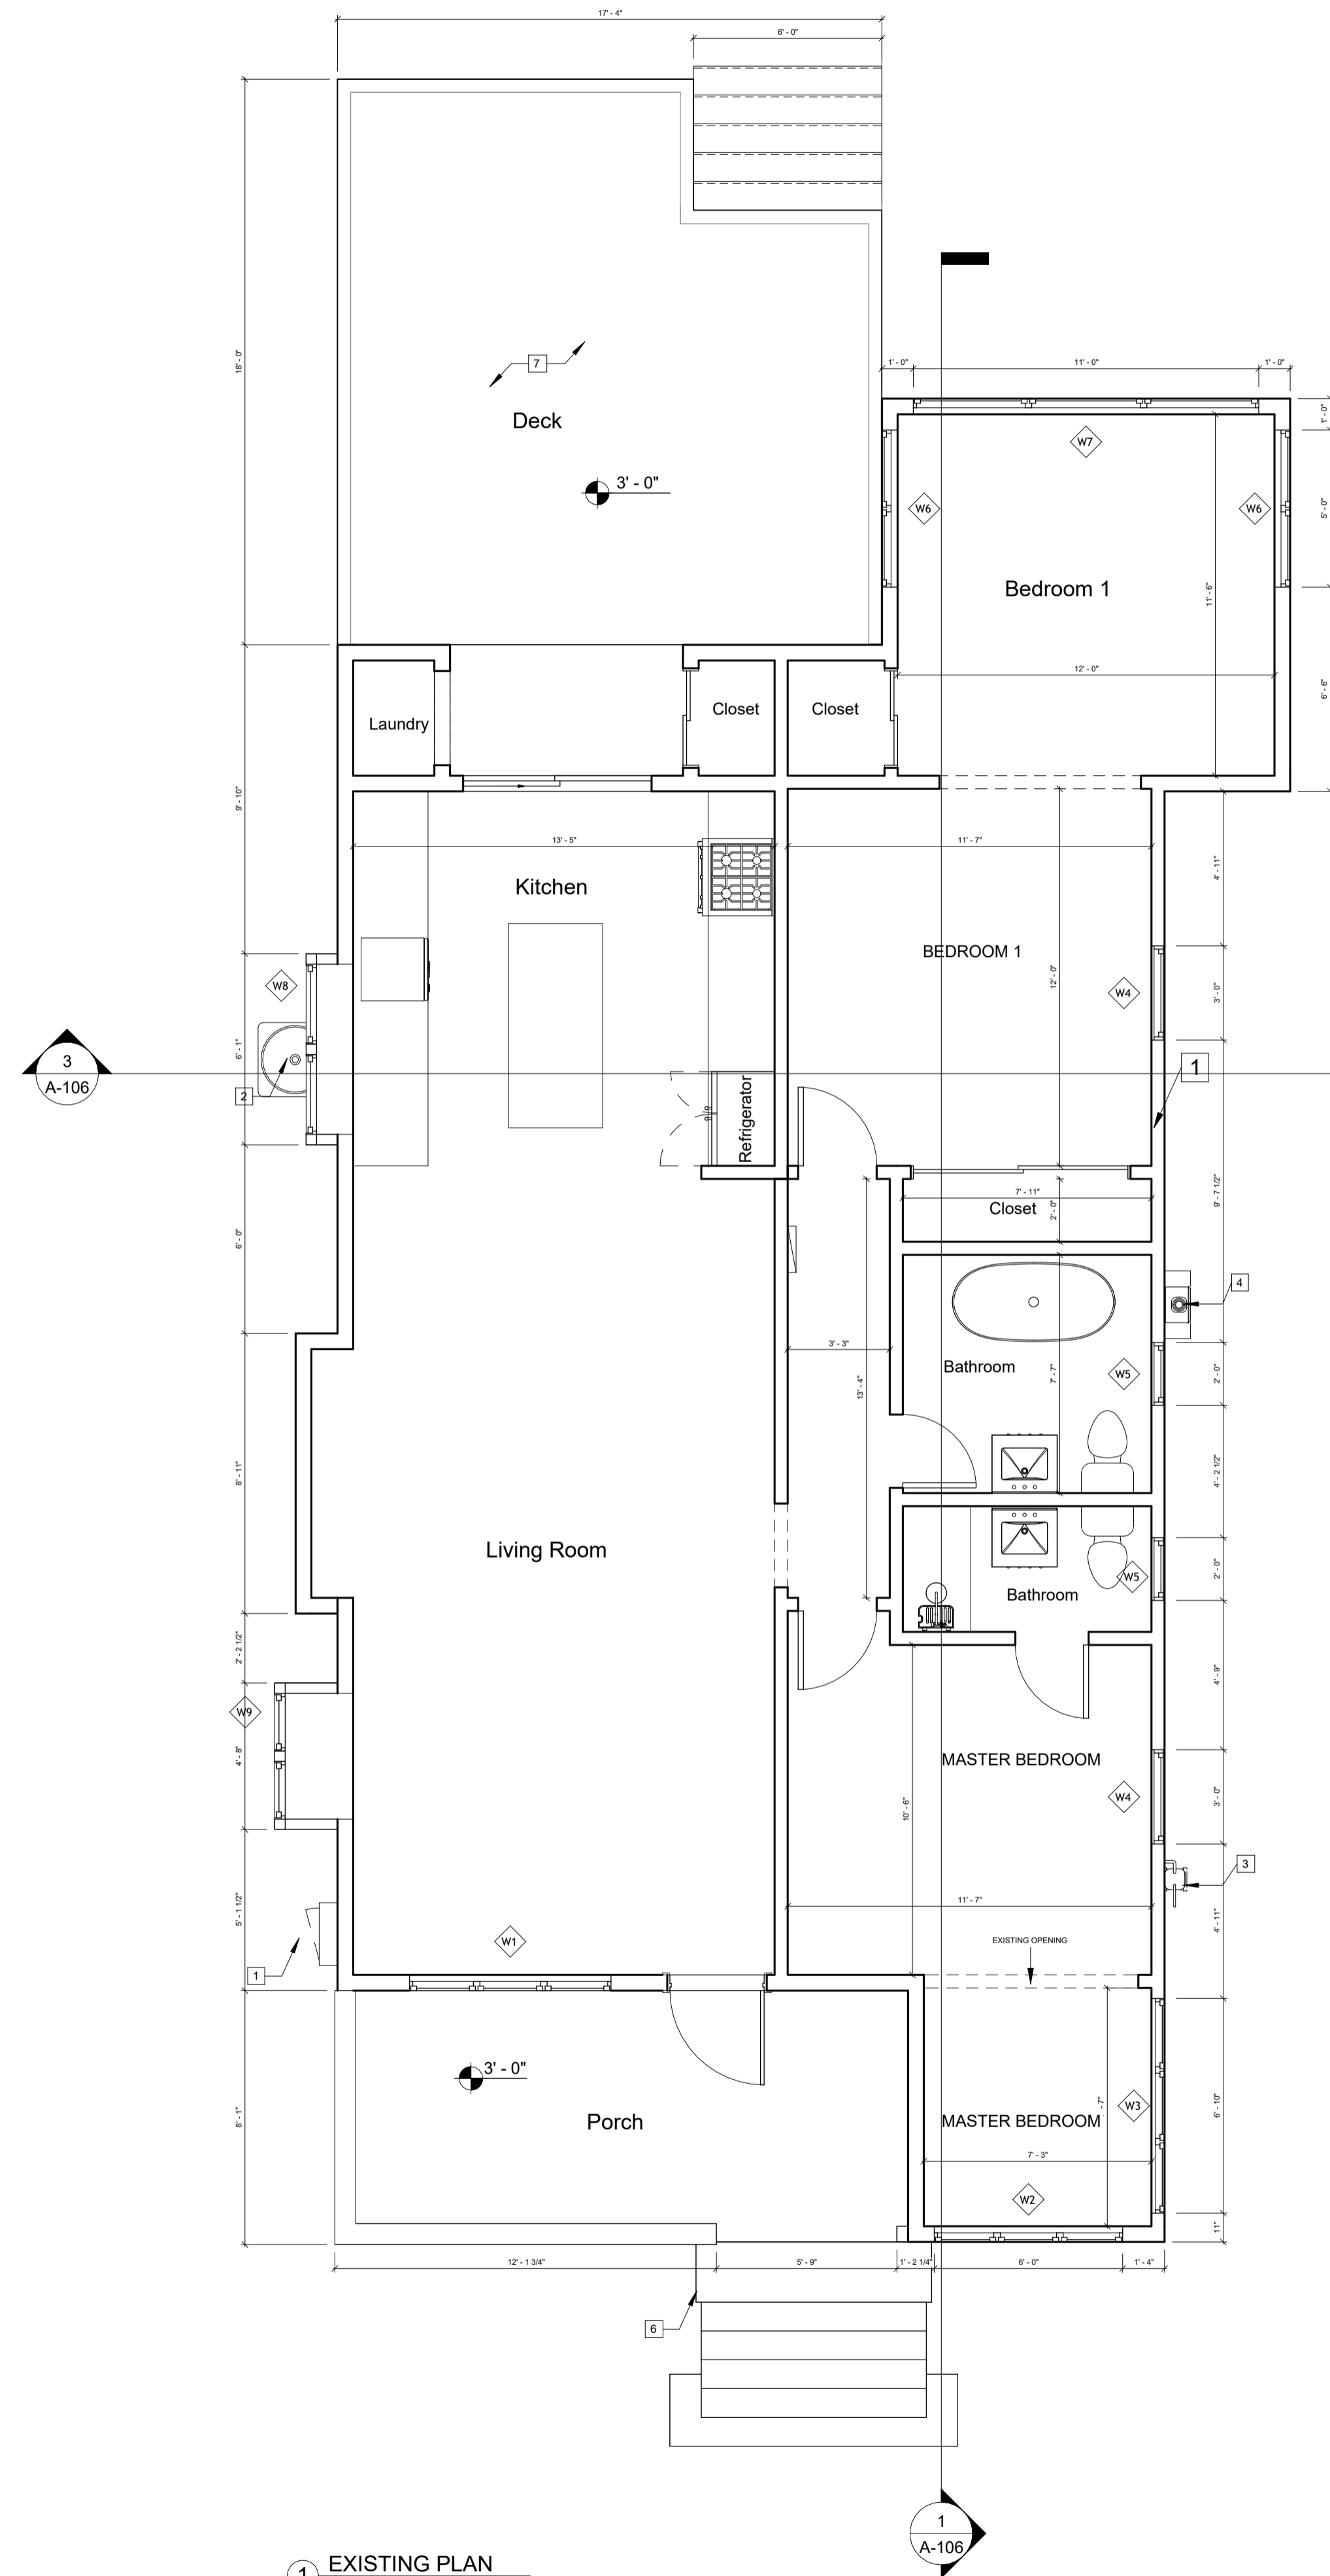 17' - 4"
6' - 0"
18' - 0"
1' - 0"
11' - 0"
1' - 0"
1' - 0"
7
Deck
W7
3' - 0"
W6
W6
5' - 0"
Bedroom 1
11' - 6"
12' - 0"
6' - 6"
Laundry
Closet
Closet
9' - 10"
13' - 5"
11' - 7"
4' - 11"
Kitchen
BEDROOM 1
W8
12' - 0"
W4
3' - 0"
6' - 1"
3
A-106
2
1
Refrigerator
7' - 11"
Closet
2' - 0"
9' - 7 1/2"
6' - 0"
4
3' - 3"
Bathroom
7' - 7"
W5
2' - 0"
13' - 4"
8' - 11"
4' - 2 1/2"
Living Room
W5
2' - 0"
Bathroom
2' - 2 1/2"
4' - 9"
W9
4' - 8"
MASTER BEDROOM
W4
3' - 0"
10' - 6"
3
11' - 7"
5' - 1 1/2"
4' - 11"
W1
EXISTING OPENING
1
3' - 0"
Porch
MASTER BEDROOM
- 7"
W3
6' - 10"
8' - 1"
7' - 3"
W2
11"
12' - 1 3/4"
5' - 9"
1' - 2 1/4"
6' - 0"
1' - 4"
6
1
A-106
1
EXISTING PLAN